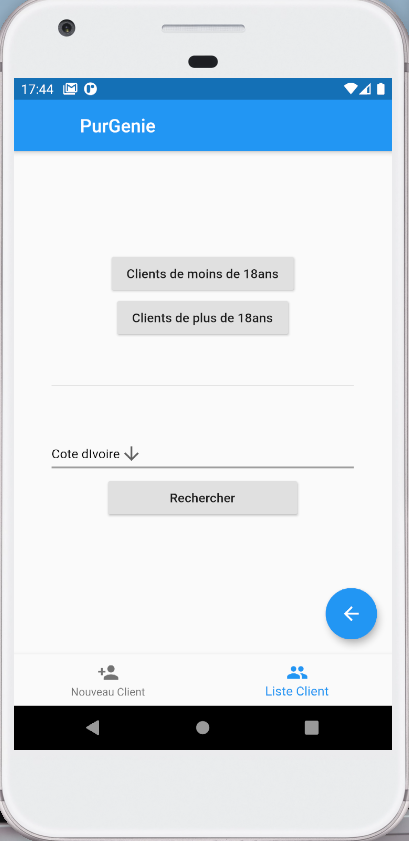 17:44
PurGenie
Clients de moins de 18ans
Clients de plus de 18ans
Cote dIvoire
Rechercher
Nouveau Client
Liste Client